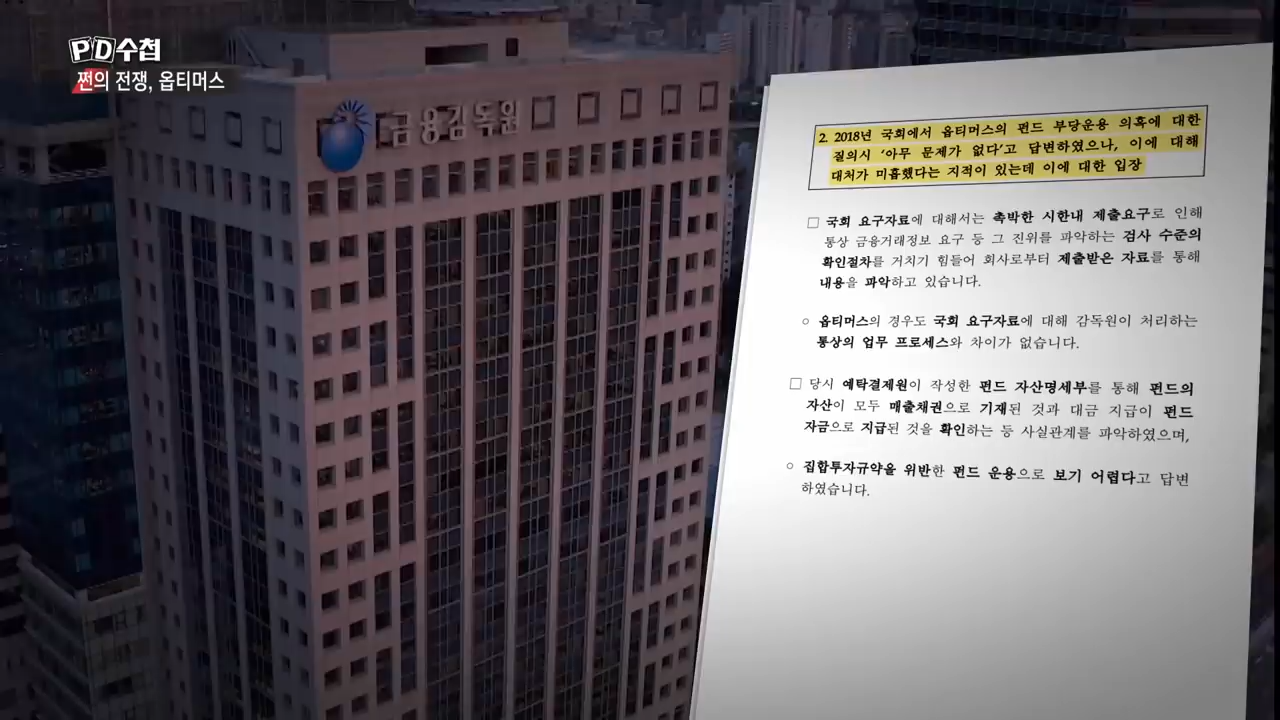 PD수첩
쩐의 전쟁, 옵티머스
금융감독원
2. 2018년 국회에서 옵티머스의 펀드 부당운용 의혹에 대한
질의시 '아무 문제가 없다'고 답변하였으나, 이에 대해
대처가 미흡했다는 지적이 있는데 이에 대한 입장
□ 국회 요구자료에 대해서는 촉박한 시한내 제출요구로 인해
통상 금융거래정보 요구 등 그 진위를 파악하는 검사 수준의
확인절차를 거치기 힘들어 회사로부터 제출받은 자료를 통해
내용을 파악하고 있습니다.
○ 옵티머스의 경우도 국회 요구자료에 대해 감독원이 처리하는
통상의 업무 프로세스와 차이가 없습니다.
□ 당시 예탁결제원이 작성한 펀드 자산명세부를 통해 펀드의
자산이 모두 매출채권으로 기재된 것과 대금 지급이 펀드
자금으로 지급된 것을 확인하는 등 사실관계를 파악하였으며,
○ 집합투자규약을 위반한 펀드 운용으로 보기 어렵다고 답변
하였습니다.